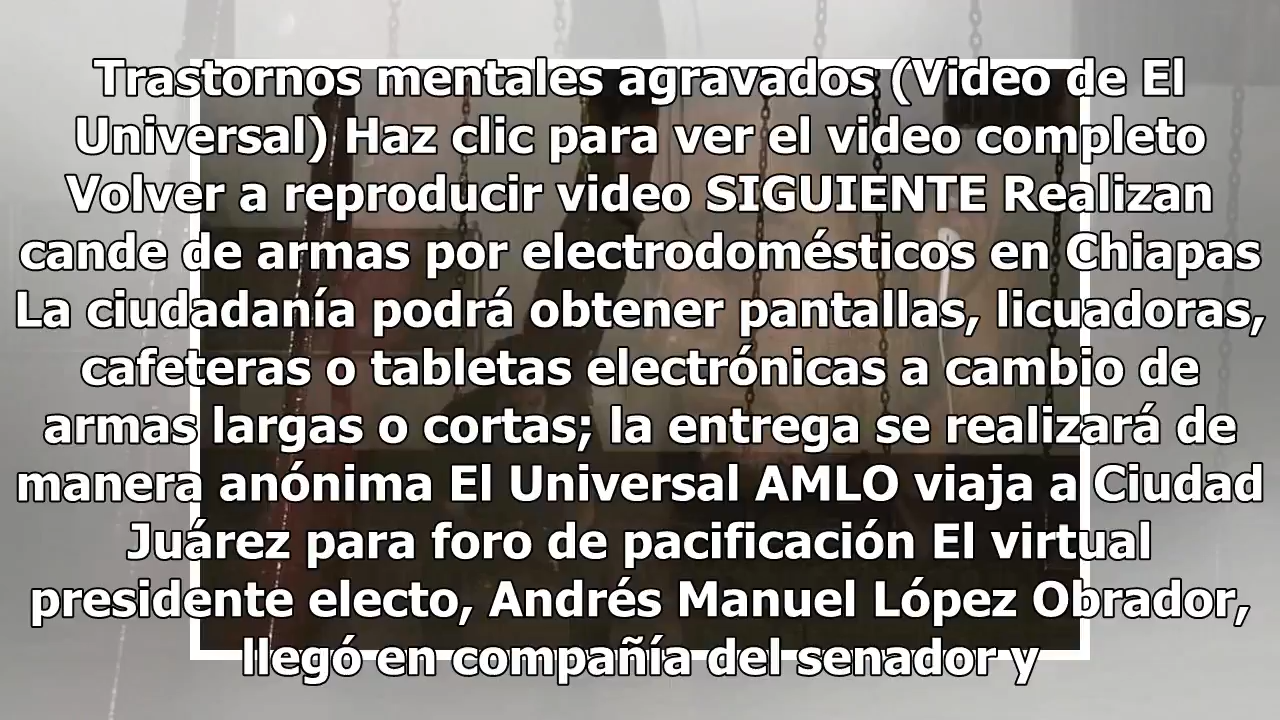 Trastornos mentales agravados (Video de El
Universal) Haz clic para ver el video completo
Volver a reproducir video SIGUIENTE Realizan
cande de armas por electrodomésticos en Chiapas
La ciudadanía podrá obtener pantallas, licuadoras,
cafeteras o tabletas electrónicas a cambio de
armas largas o cortas; la entrega se realizará de
manera anónima El Universal AMLO viaja a Ciudad
Juárez para foro de pacificación El virtual
presidente electo, Andrés Manuel López Obrador,
llegó en compañía del senador y